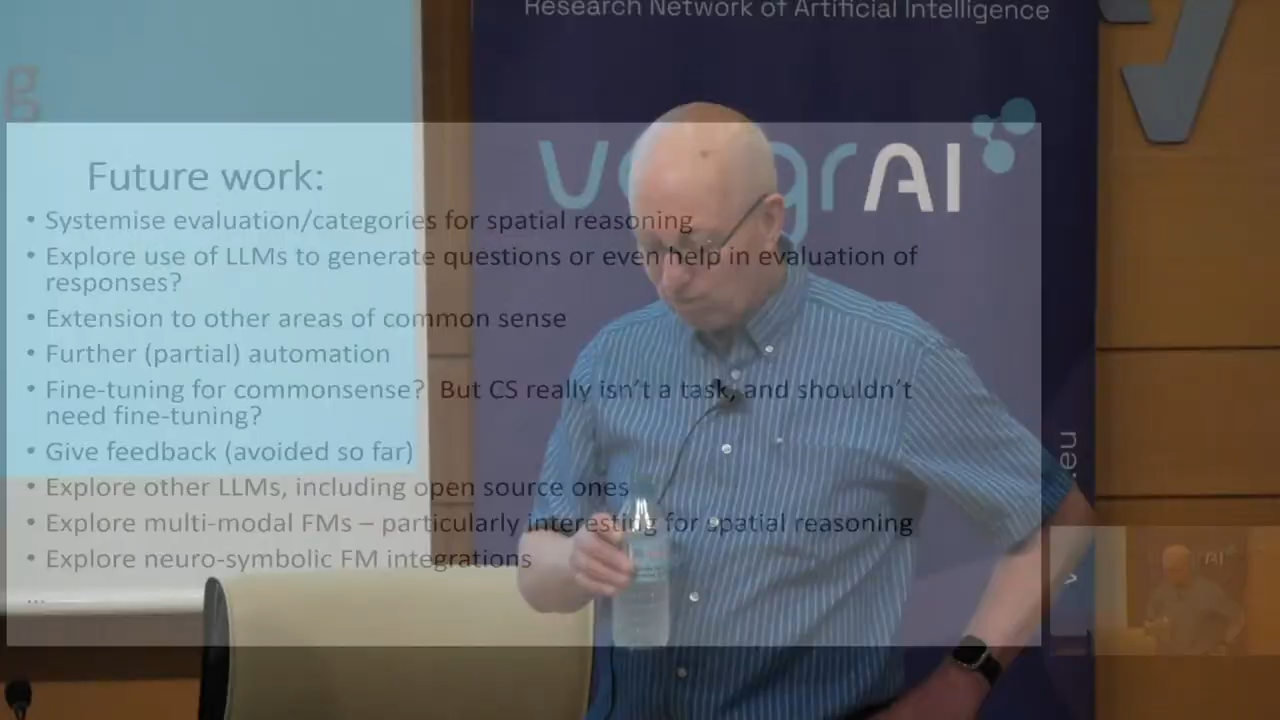 Research Network of Artificial Intelligence
g
AI
Future work:
• Systemise evaluation/categories for spatial reasoning
• Explore use of LLMs to generate questions or even help in evaluation of
responses?
• Extension to other areas of common sense
• Further (partial) automation
• Fine-tuning for commonsense? But CS really isn't a task, and shouldn't
need fine-tuning?
• Give feedback (avoided so far)
• Explore other LLMs, including open source ones
• Explore multi-modal FMs – particularly interesting for spatial reasoning
• Explore neuro-symbolic FM integrations
...
.eu
AI